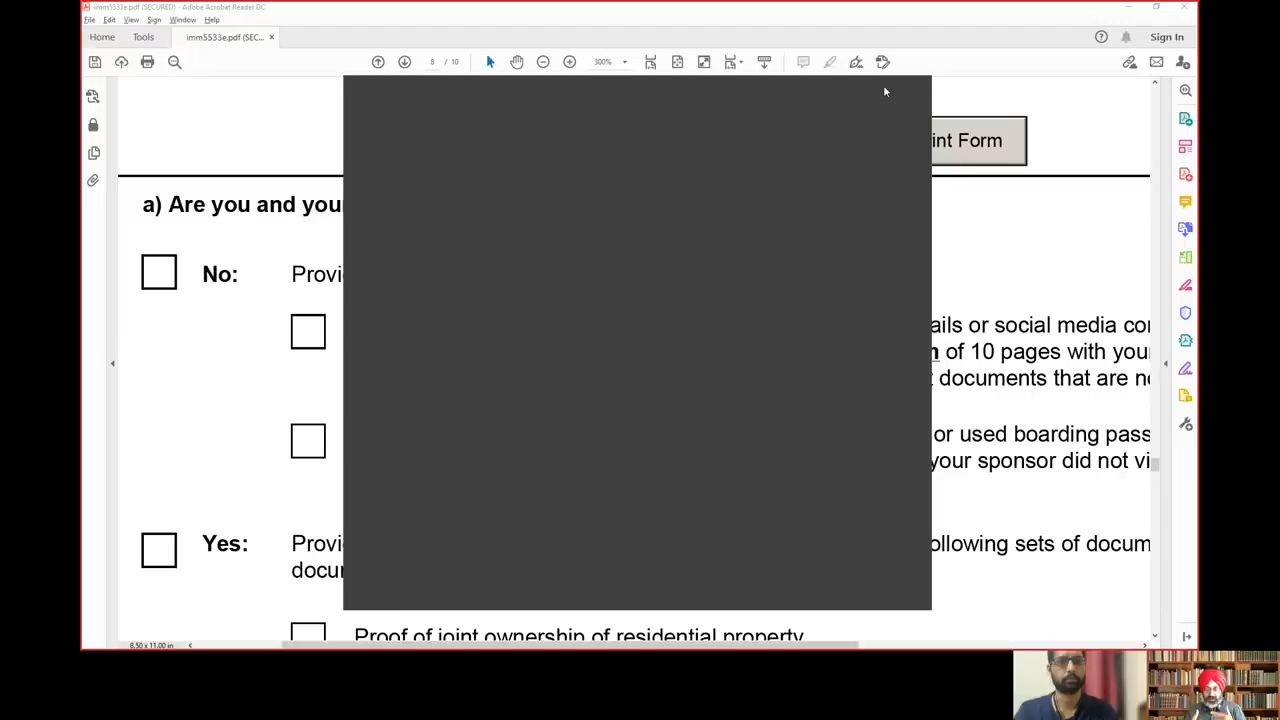 imm5533e.pdf (SECURED) - Adobe Acrobat Reader DC
File Edit View Sign Window Help
Home Tools imm5533e.pdf (SEC... × Sign In
8 / 10 300%
int Form
a) Are you and your
No: Provi
ails or social media co
of 10 pages with you
documents that are n
or used boarding pass
your sponsor did not vi
Yes: Provi ollowing sets of docum
docu
Proof of joint ownership of residential property
8.50 x 11.00 in